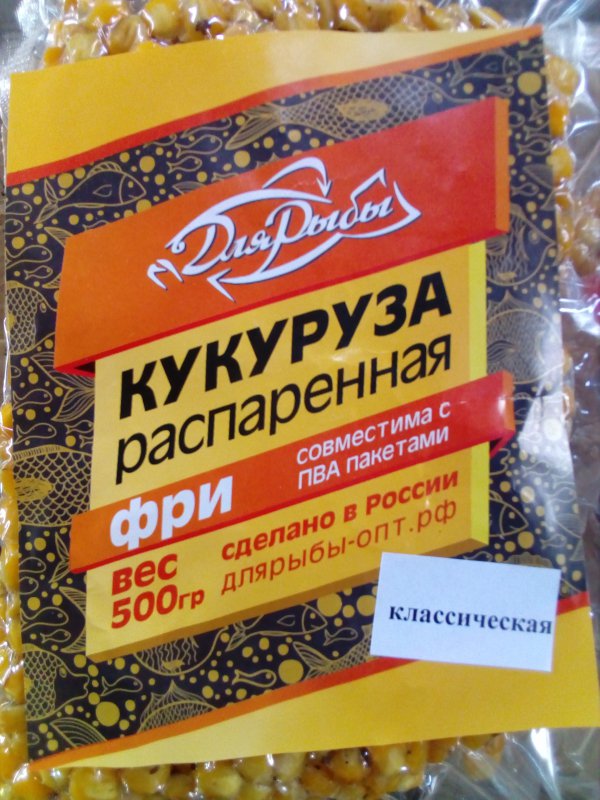 ДляРыбы
КУКУРУЗА
распаренная
фри
совместима с
ПВА пакетами
вес
500гр
сделано в России
длярыбы-опт.рф
классическая